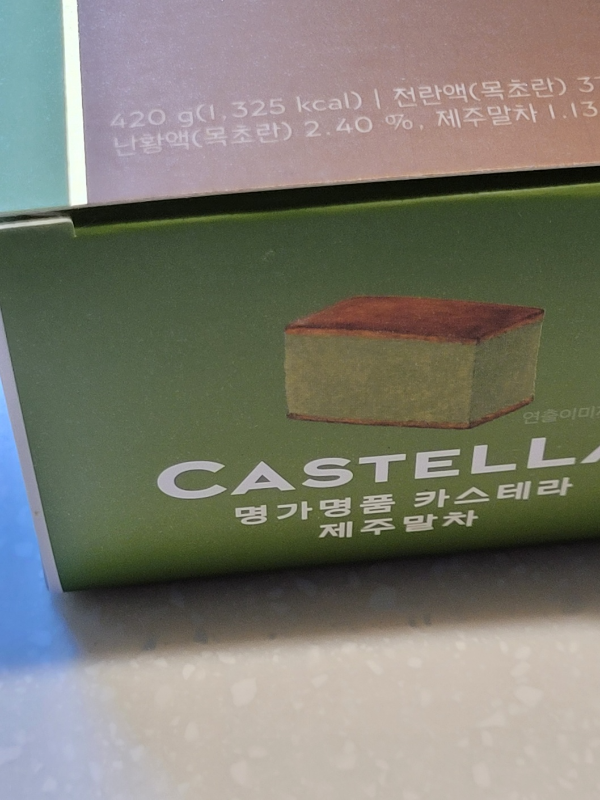 420 g(1,325 kcal) | 전란액(목초란)
난황액(목초란) 2.40 %, 제주말차 1.13
연출이미지
CASTELLA
명가명품 카스테라
제주말차